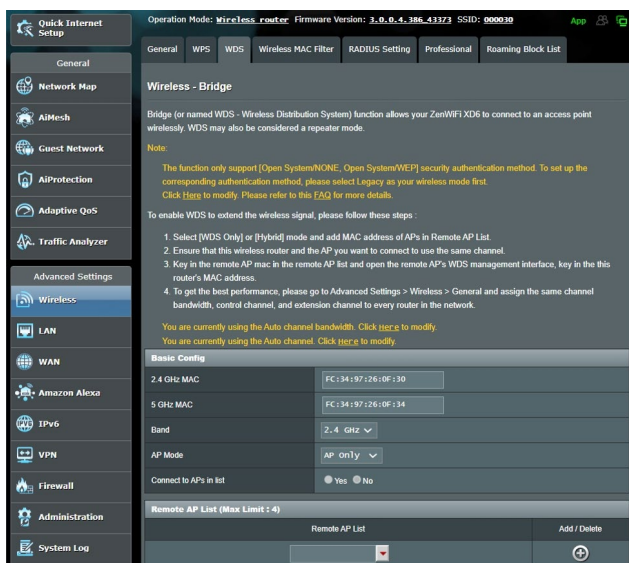 Quick Internet
Setup
Operation Mode: Wireless router Firmware Version: 3.0.0.4.386_43373 SSID: 000030
App
General
WPS
WDS
Wireless MAC Filter
RADIUS Setting
Professional
Roaming Block List
General
Network Map
AiMesh
Guest Network
AiProtection
Adaptive QoS
Traffic Analyzer
Advanced Settings
Wireless
LAN
WAN
Amazon Alexa
IPv6
VPN
Firewall
Administration
System Log
Wireless - Bridge
Bridge (or named WDS - Wireless Distribution System) function allows your ZenWiFi XD6 to connect to an access point
wirelessly. WDS may also be considered a repeater mode.
Note:
The function only support [Open System/NONE, Open System/WEP] security authentication method. To set up the
corresponding authentication method, please select Legacy as your wireless mode first.
Click Here to modify. Please refer to this FAQ for more details.
To enable WDS to extend the wireless signal, please follow these steps :
1. Select [WDS Only] or [Hybrid] mode and add MAC address of APs in Remote AP List.
2. Ensure that this wireless router and the AP you want to connect to use the same channel.
3. Key in the remote AP mac in the remote AP list and open the remote AP's WDS management interface, key in the this
router's MAC address.
4. To get the best performance, please go to Advanced Settings > Wireless > General and assign the same channel
bandwidth, control channel, and extension channel to every router in the network.
You are currently using the Auto channel bandwidth. Click Here to modify.
You are currently using the Auto channel. Click Here to modify.
Basic Config
2.4 GHz MAC FC:34:97:26:0F:30
5 GHz MAC FC:34:97:26:0F:34
Band 2.4 GHz
AP Mode AP Only
Connect to APs in list Yes No
Remote AP List (Max Limit : 4)
Remote AP List Add / Delete